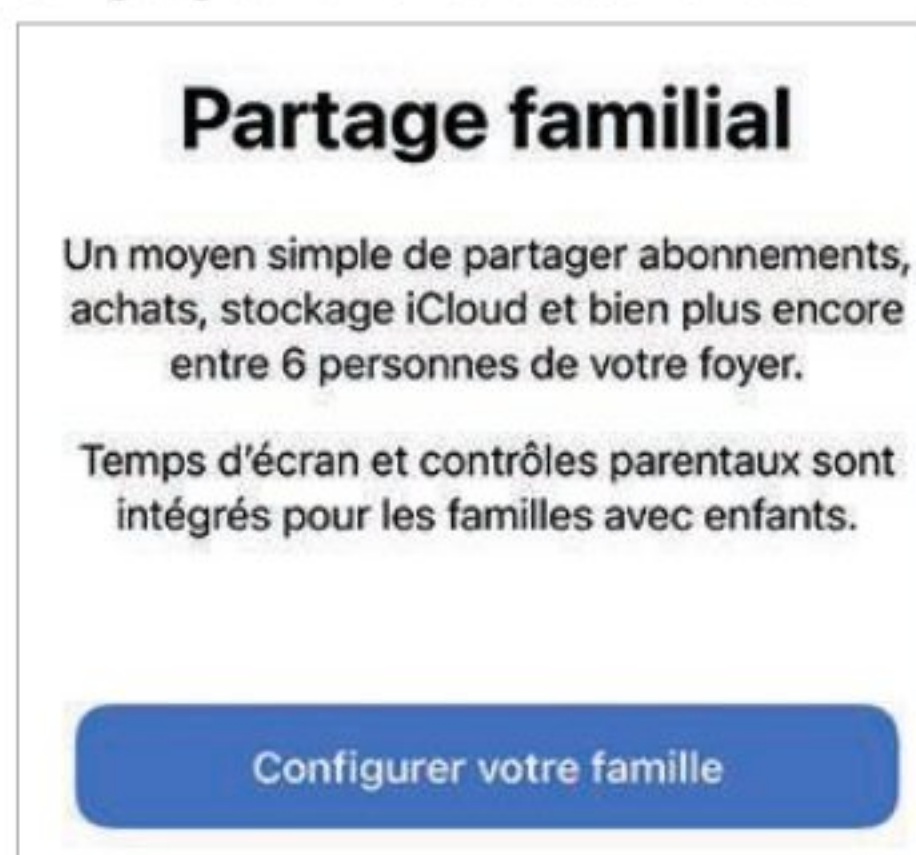 Partage familial
Un moyen simple de partager abonnements,
achats, stockage iCloud et bien plus encore
entre 6 personnes de votre foyer.
Temps d'écran et contrôles parentaux sont
intégrés pour les familles avec enfants.
Configurer votre famille